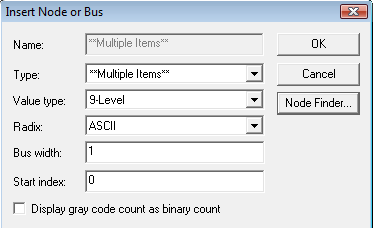 Insert Node or Bus
Name: **Multiple Items** OK
Type: **Multiple Items** Cancel
Value type: 9-Level Node Finder...
Radix: ASCII
Bus width: 1
Start index: 0
Display gray code count as binary count